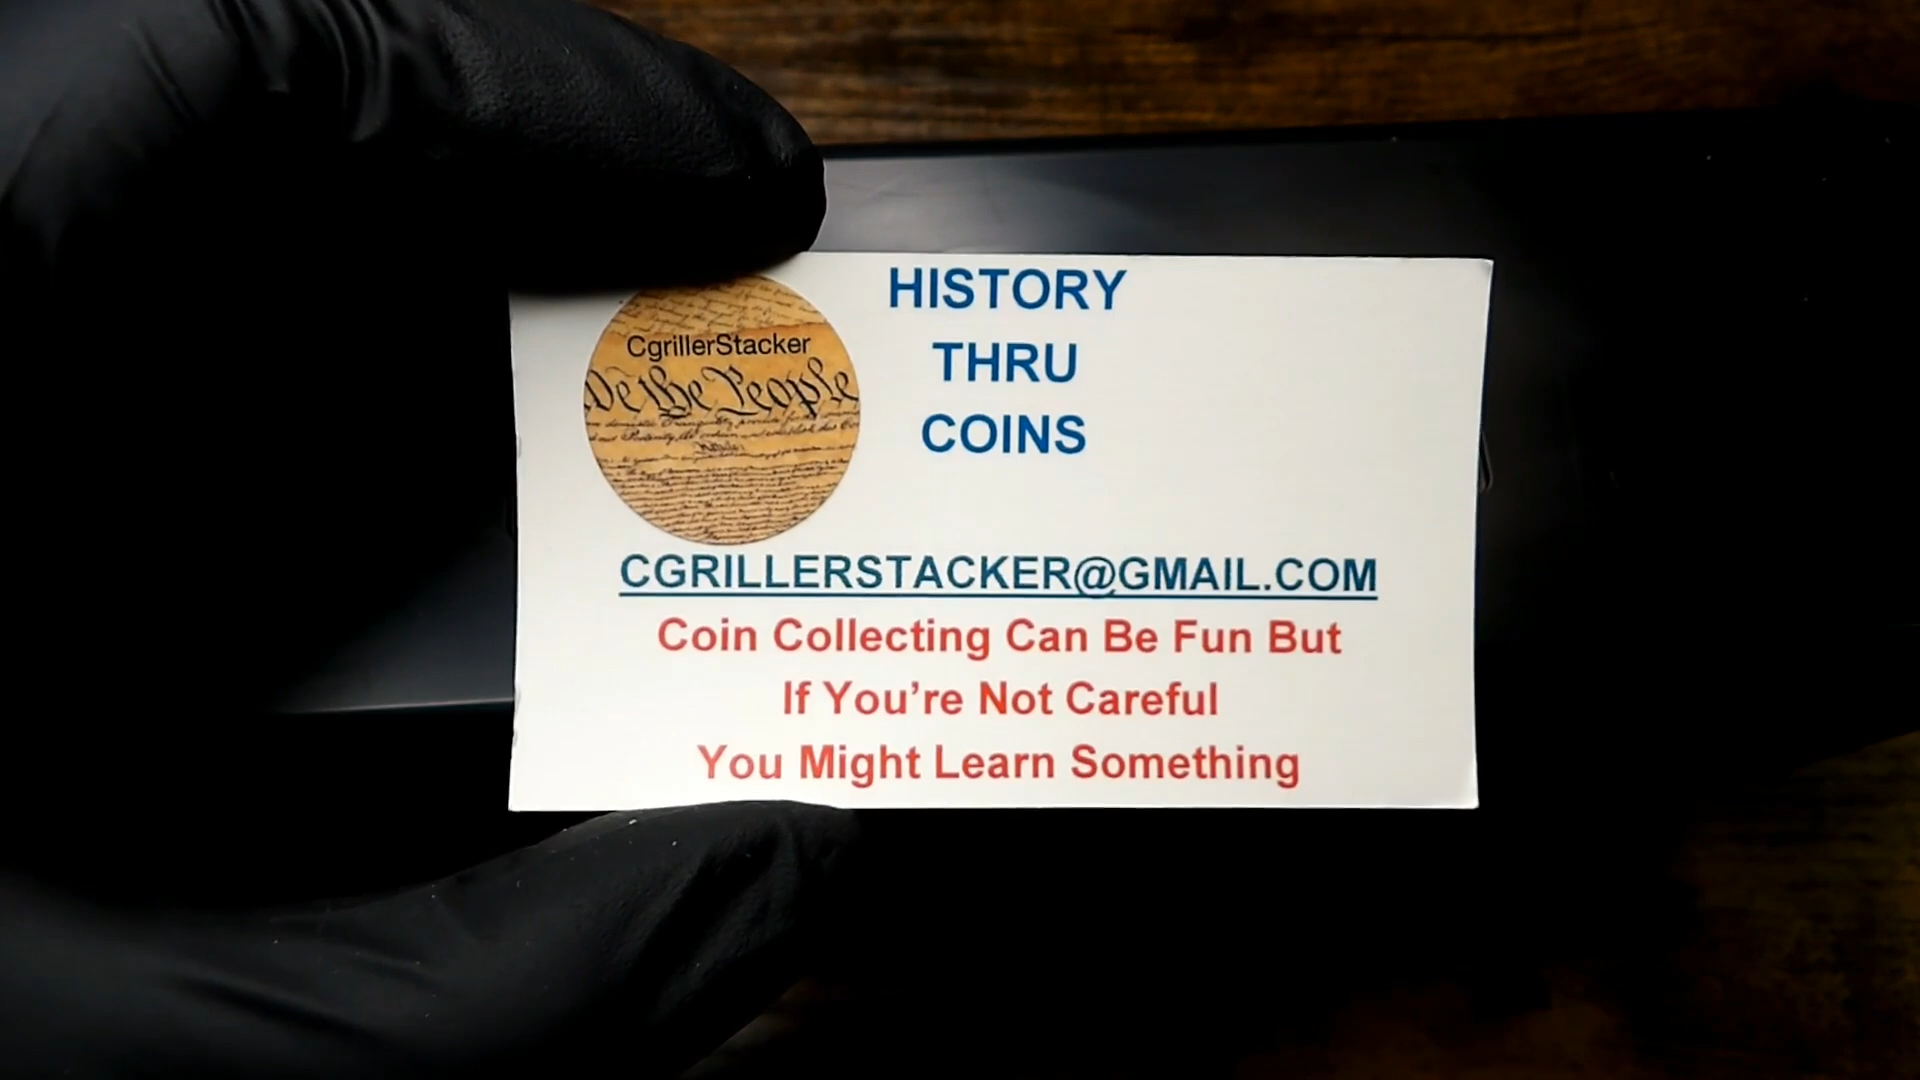 HISTORY
THRU
COINS
CgrillerStacker
We the People
CGRILLERSTACKER@GMAIL.COM
Coin Collecting Can Be Fun But
If You’re Not Careful
You Might Learn Something